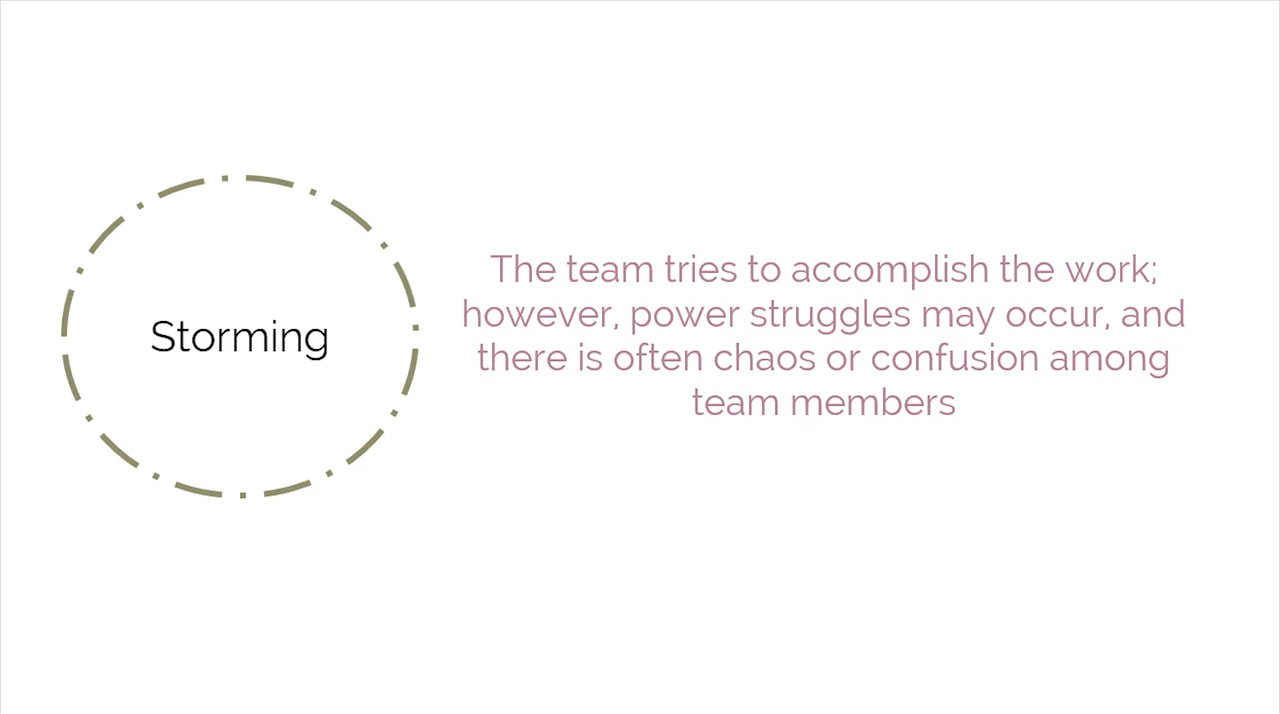 Storming
The team tries to accomplish the work;
however, power struggles may occur, and
there is often chaos or confusion among
team members